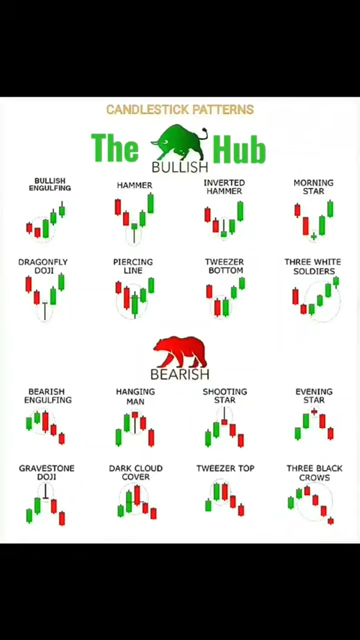 CANDLESTICK PATTERNS
The Hub
BULLISH
BULLISH
ENGULFING
HAMMER
INVERTED
HAMMER
MORNING
STAR
DRAGONFLY
DOJI
PIERCING
LINE
TWEEZER
BOTTOM
THREE WHITE
SOLDIERS
BEARISH
BEARISH
ENGULFING
HANGING
MAN
SHOOTING
STAR
EVENING
STAR
GRAVESTONE
DOJI
DARK CLOUD
COVER
TWEEZER TOP
THREE BLACK
CROWS